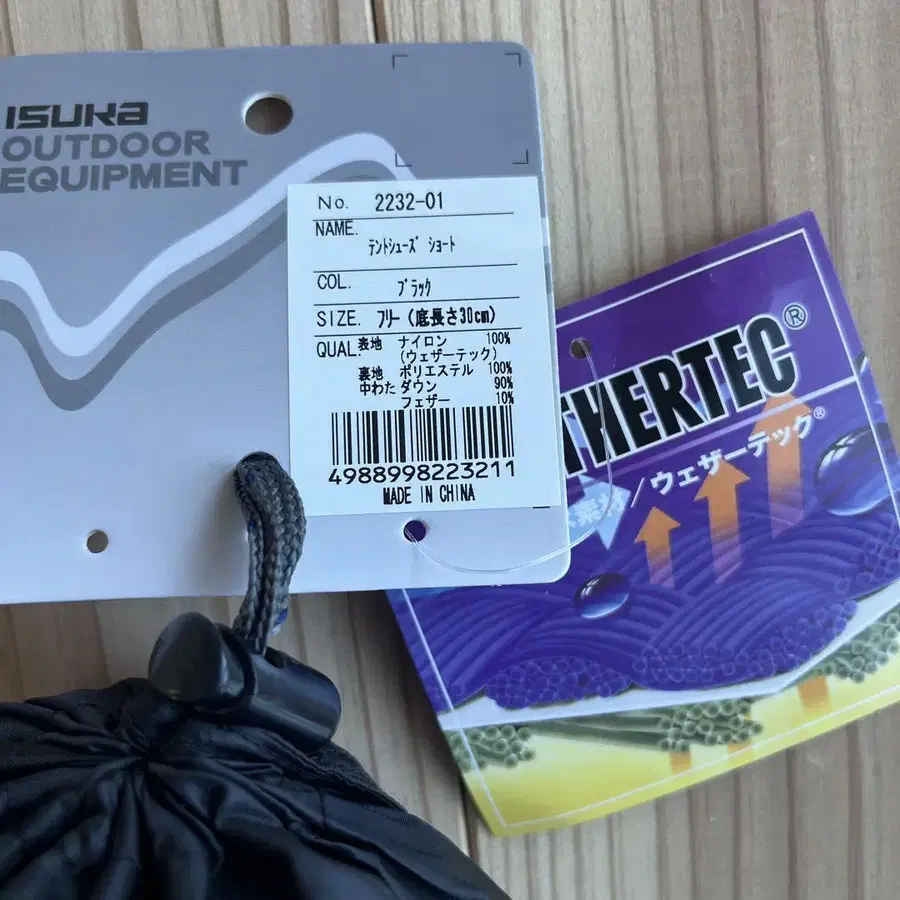 ISUKA
OUTDOOR
EQUIPMENT
No. 2232-01
NAME.
ﾃﾝﾄｼｭｰｽﾞ ｼｮｰﾄ
COL. ﾌﾞﾗｯｸ
SIZE. フリー(底長さ30cm)
QUAL. 表地 ナイロン 100%
(ウェザーテック)
裏地 ポリエステル 100%
中わた ダウン 90%
フェザー 10%
4988998223211
MADE IN CHINA
THERTEC®
/ウェザーテック®